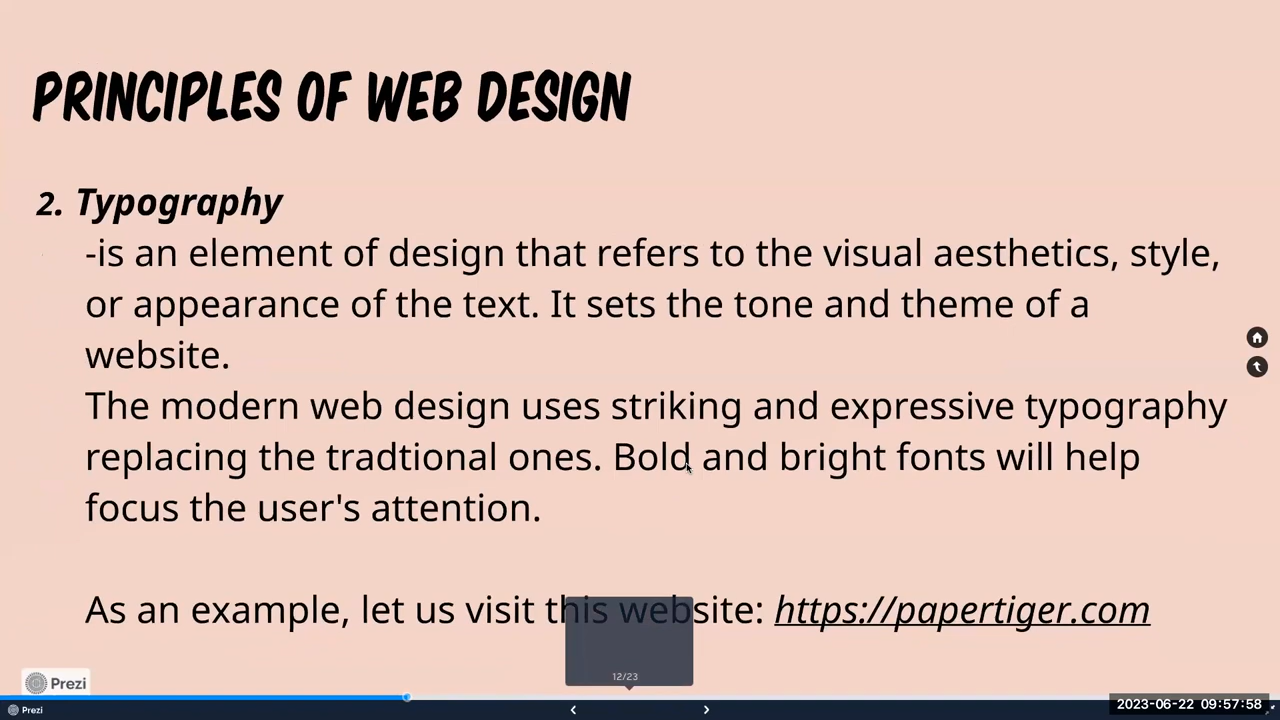 PRINCIPLES OF WEB DESIGN
2. Typography
-is an element of design that refers to the visual aesthetics, style,
or appearance of the text. It sets the tone and theme of a
website.
The modern web design uses striking and expressive typography
replacing the tradtional ones. Bold and bright fonts will help
focus the user's attention.
As an example, let us visit this website: https://papertiger.com
12/23
Prezi
Prezi
2023-06-22 09:57:58